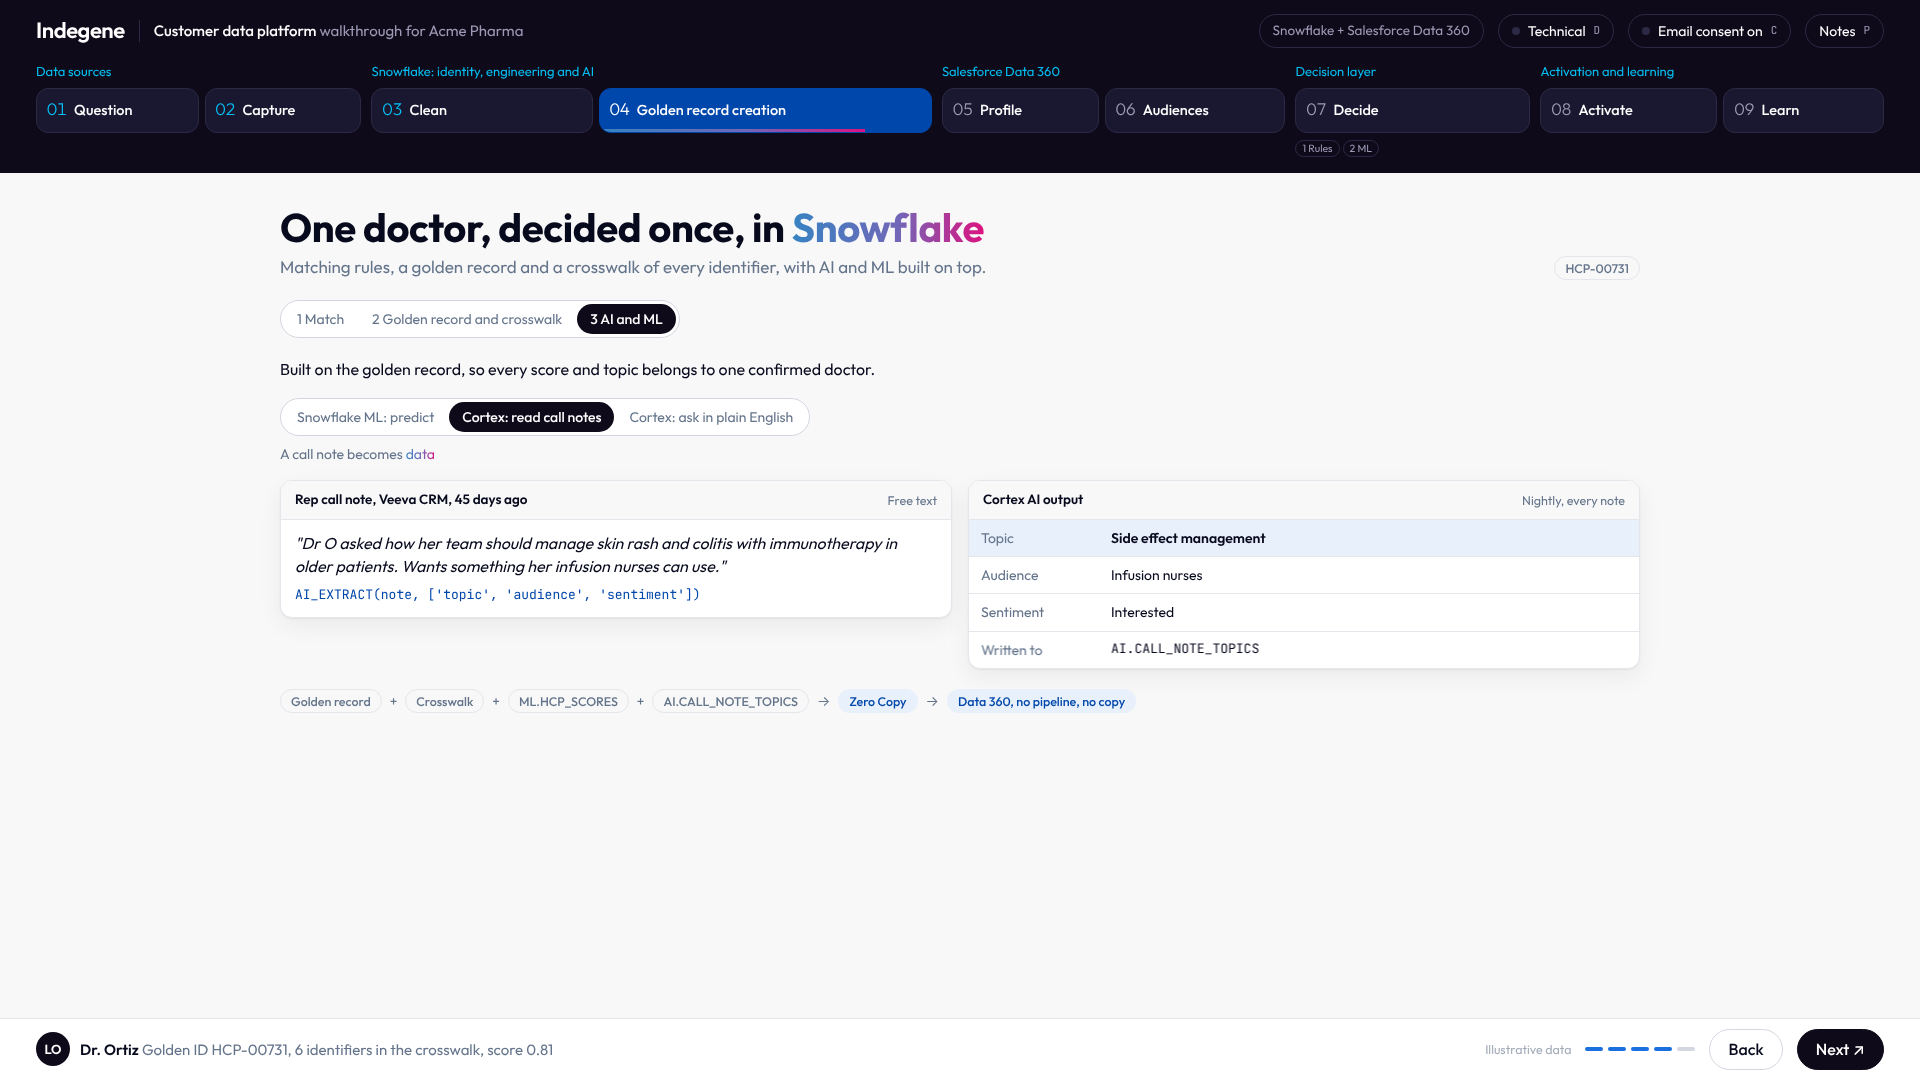 Indegene
Customer data platform walkthrough for Acme Pharma
Snowflake + Salesforce Data 360
Technical D
Email consent on C
Notes P
Data sources
Snowflake: identity, engineering and AI
Salesforce Data 360
Decision layer
Activation and learning
01 Question
02 Capture
03 Clean
04 Golden record creation
05 Profile
06 Audiences
07 Decide
08 Activate
09 Learn
1 Rules
2 ML
One doctor, decided once, in Snowflake
Matching rules, a golden record and a crosswalk of every identifier, with AI and ML built on top.
HCP-00731
1 Match
2 Golden record and crosswalk
3 AI and ML
Built on the golden record, so every score and topic belongs to one confirmed doctor.
Snowflake ML: predict
Cortex: read call notes
Cortex: ask in plain English
A call note becomes data
Rep call note, Veeva CRM, 45 days ago
Free text
"Dr O asked how her team should manage skin rash and colitis with immunotherapy in
older patients. Wants something her infusion nurses can use."
AI_EXTRACT(note, ['topic', 'audience', 'sentiment'])
Cortex AI output
Nightly, every note
Topic Side effect management
Audience Infusion nurses
Sentiment Interested
Written to AI.CALL_NOTE_TOPICS
Golden record + Crosswalk + ML.HCP_SCORES + AI.CALL_NOTE_TOPICS → Zero Copy → Data 360, no pipeline, no copy
LO
Dr. Ortiz Golden ID HCP-00731, 6 identifiers in the crosswalk, score 0.81
Illustrative data
Back
Next ↗